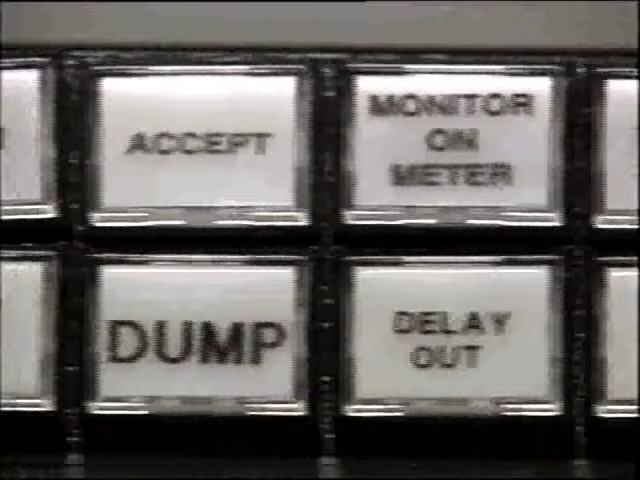 ACCEPT
MONITOR
ON
METER
DUMP
DELAY
OUT